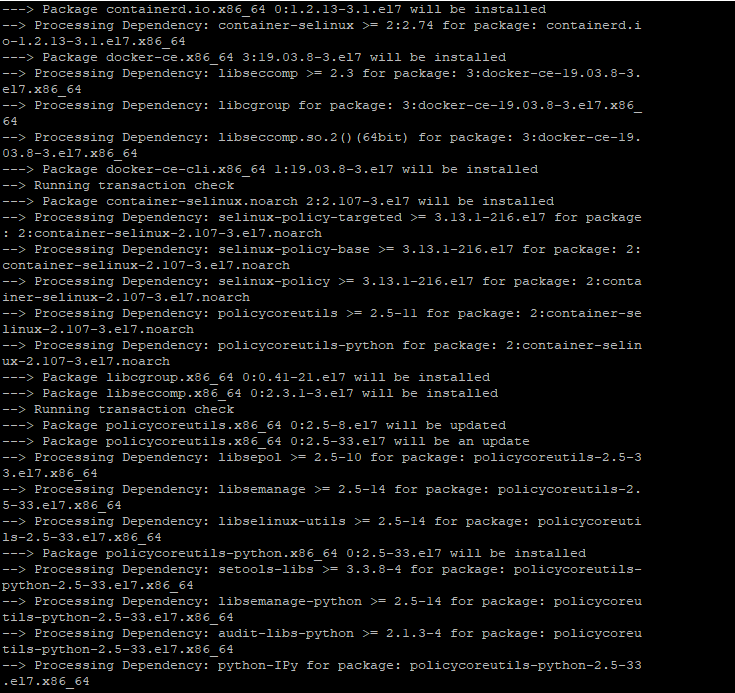 ---> Package containerd.io.x86_64 0:1.2.13-3.1.el7 will be installed
--> Processing Dependency: container-selinux >= 2:2.74 for package: containerd.i
o-1.2.13-3.1.el7.x86_64
---> Package docker-ce.x86_64 3:19.03.8-3.el7 will be installed
--> Processing Dependency: libseccomp >= 2.3 for package: 3:docker-ce-19.03.8-3.
el7.x86_64
--> Processing Dependency: libcgroup for package: 3:docker-ce-19.03.8-3.el7.x86_
64
--> Processing Dependency: libseccomp.so.2()(64bit) for package: 3:docker-ce-19.
03.8-3.el7.x86_64
---> Package docker-ce-cli.x86_64 1:19.03.8-3.el7 will be installed
--> Running transaction check
---> Package container-selinux.noarch 2:2.107-3.el7 will be installed
--> Processing Dependency: selinux-policy-targeted >= 3.13.1-216.el7 for package
: 2:container-selinux-2.107-3.el7.noarch
--> Processing Dependency: selinux-policy-base >= 3.13.1-216.el7 for package: 2:
container-selinux-2.107-3.el7.noarch
--> Processing Dependency: selinux-policy >= 3.13.1-216.el7 for package: 2:conta
iner-selinux-2.107-3.el7.noarch
--> Processing Dependency: policycoreutils >= 2.5-11 for package: 2:container-se
linux-2.107-3.el7.noarch
--> Processing Dependency: policycoreutils-python for package: 2:container-selin
ux-2.107-3.el7.noarch
---> Package libcgroup.x86_64 0:0.41-21.el7 will be installed
---> Package libseccomp.x86_64 0:2.3.1-3.el7 will be installed
--> Running transaction check
---> Package policycoreutils.x86_64 0:2.5-8.el7 will be updated
---> Package policycoreutils.x86_64 0:2.5-33.el7 will be an update
--> Processing Dependency: libsepol >= 2.5-10 for package: policycoreutils-2.5-3
3.el7.x86_64
--> Processing Dependency: libsemanage >= 2.5-14 for package: policycoreutils-2.
5-33.el7.x86_64
--> Processing Dependency: libselinux-utils >= 2.5-14 for package: policycoreuti
ls-2.5-33.el7.x86_64
---> Package policycoreutils-python.x86_64 0:2.5-33.el7 will be installed
--> Processing Dependency: setools-libs >= 3.3.8-4 for package: policycoreutils-
python-2.5-33.el7.x86_64
--> Processing Dependency: libsemanage-python >= 2.5-14 for package: policycoreu
tils-python-2.5-33.el7.x86_64
--> Processing Dependency: audit-libs-python >= 2.1.3-4 for package: policycoreu
tils-python-2.5-33.el7.x86_64
--> Processing Dependency: python-IPy for package: policycoreutils-python-2.5-33
.el7.x86_64